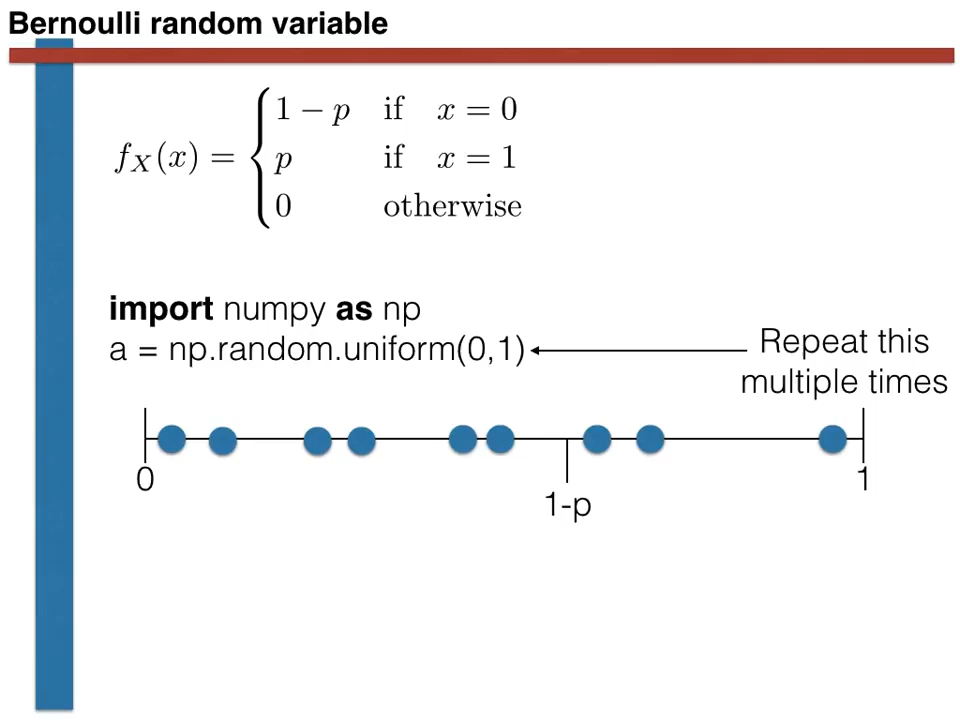 Bernoulli random variable
1 − p if x = 0
f_X(x) = { p if x = 1
0 otherwise
import numpy as np
a = np.random.uniform(0,1)
Repeat this
multiple times
0
1
1-p